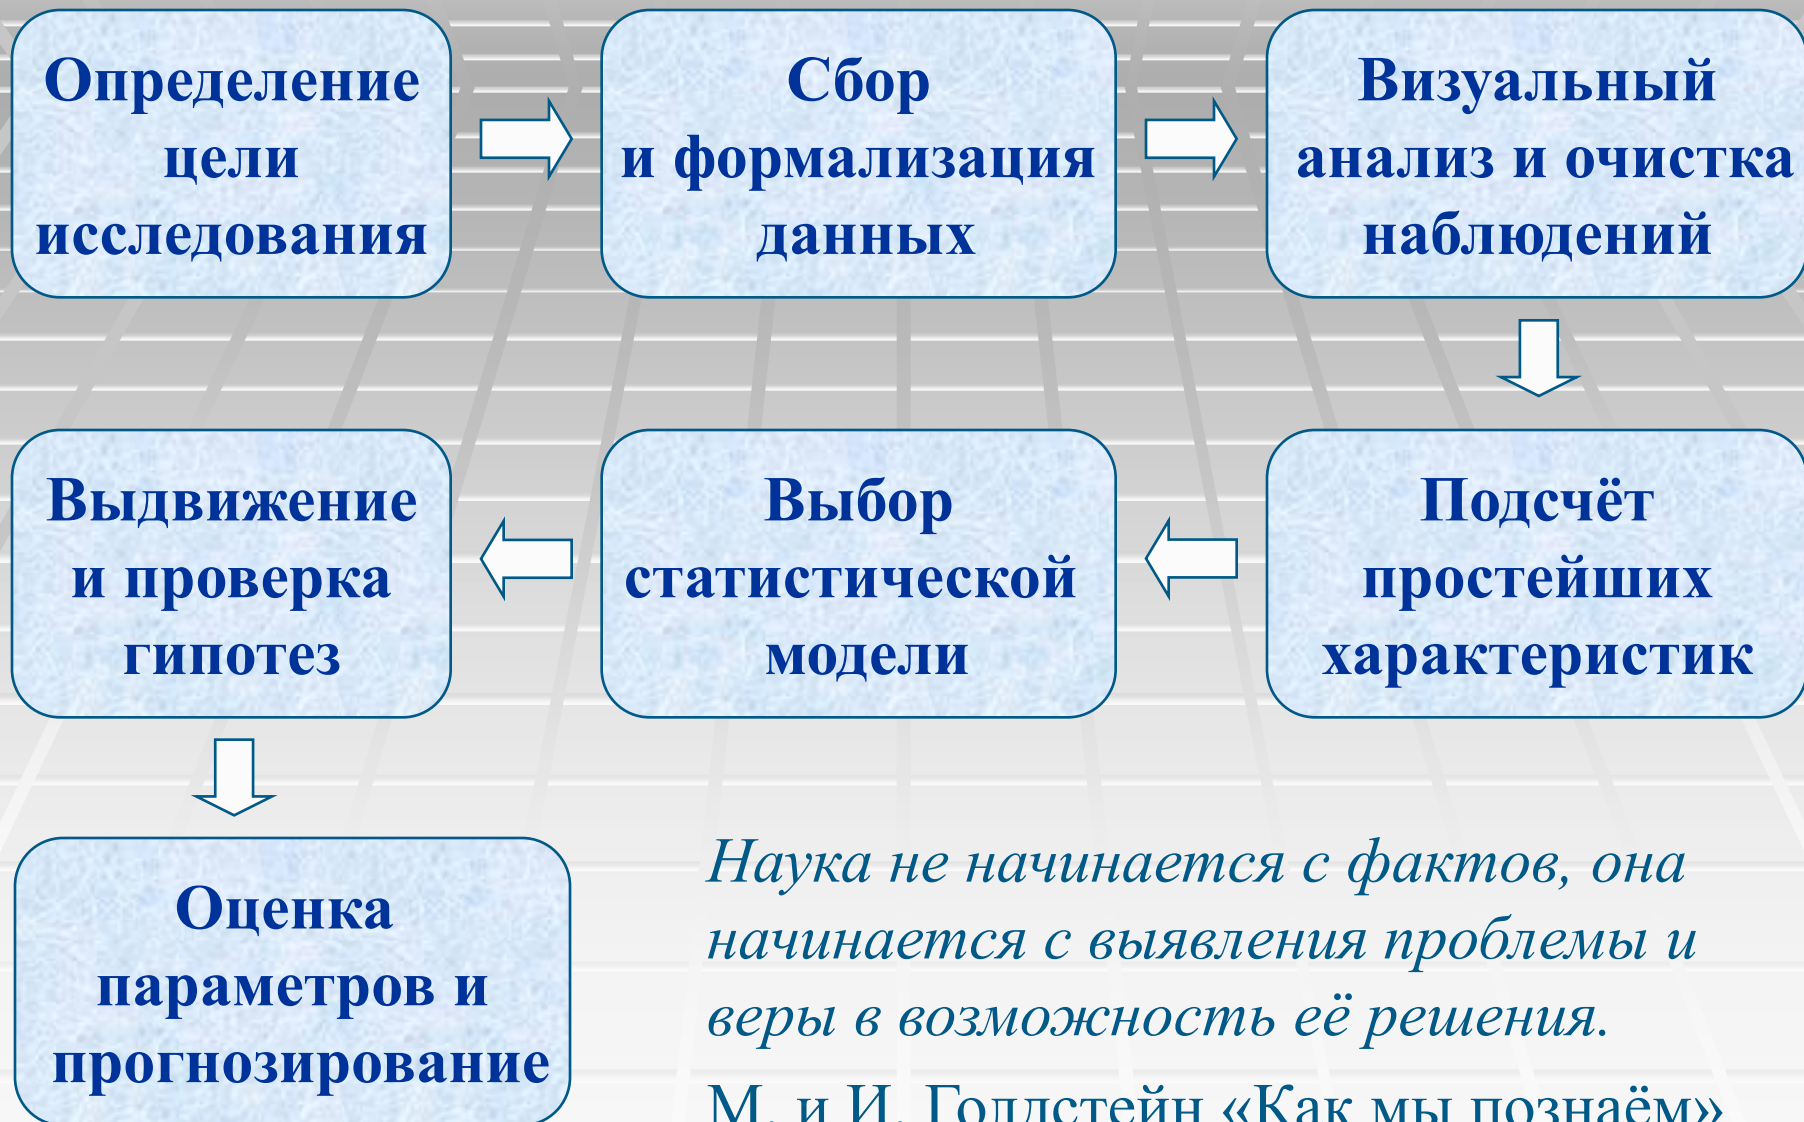 Определение
цели
исследования
Сбор
и формализация
данных
Визуальный
анализ и очистка
наблюдений
Подсчёт
простейших
характеристик
Выбор
статистической
модели
Выдвижение
и проверка
гипотез
Оценка
параметров и
прогнозирование
Наука не начинается с фактов, она
начинается с выявления проблемы и
веры в возможность её решения.
М. и И. Голдстейн «Как мы познаём»